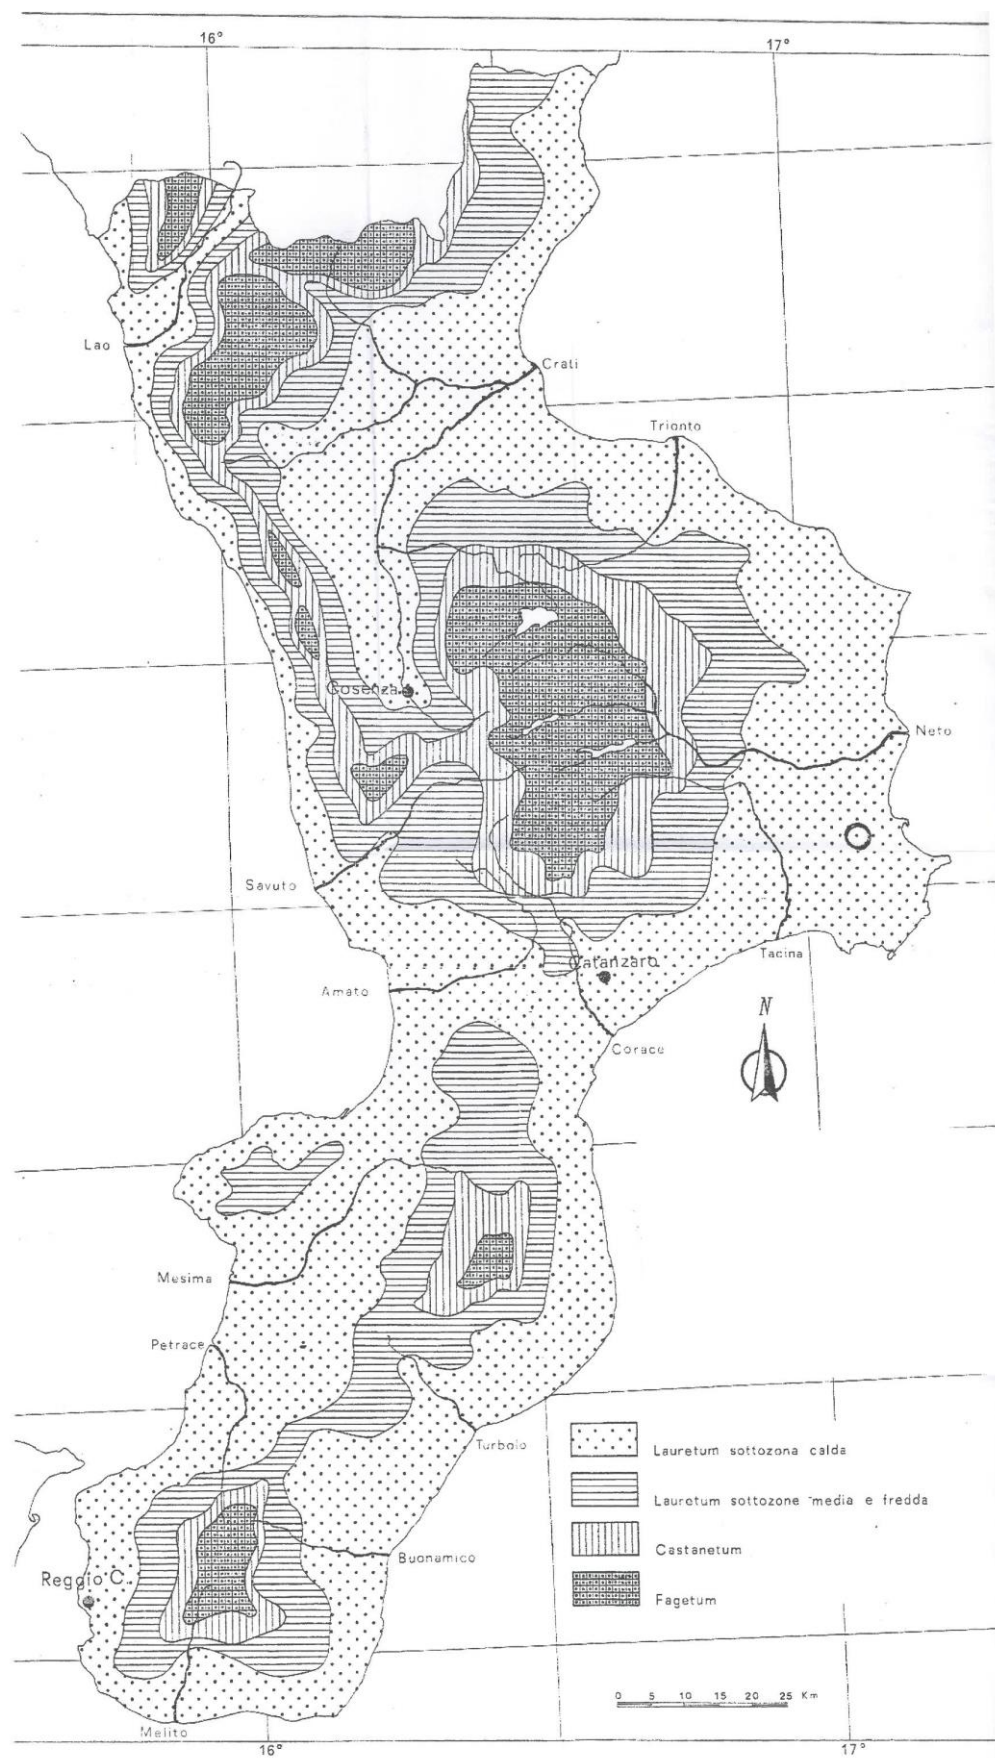 16°
17°
Lao
Crati
Trionto
Cosenza
Neto
Savuto
Tacina
Catanzaro
Amato
N
Corace
Mesima
Petrace
Turbolo
Lauretum sottozona calda
Lauretum sottozone media e fredda
Buonamico
Castanetum
Reggio C.
Fagetum
0 5 10 15 20 25 Km
Melito
16°
17°